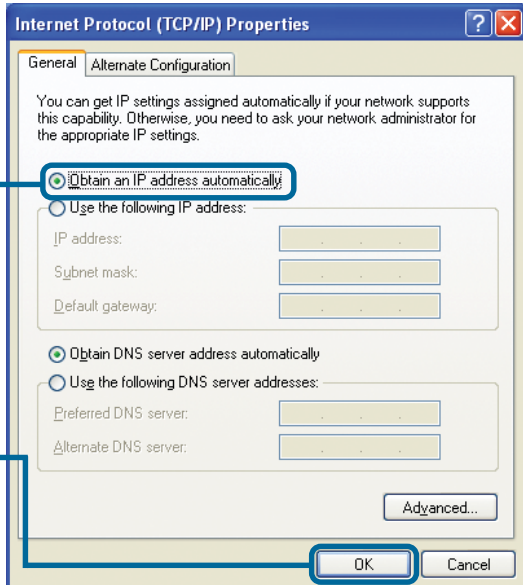 Internet Protocol (TCP/IP) Properties
General
Alternate Configuration
You can get IP settings assigned automatically if your network supports
this capability. Otherwise, you need to ask your network administrator for
the appropriate IP settings.
Obtain an IP address automatically
Use the following IP address:
IP address:
Subnet mask:
Default gateway:
Obtain DNS server address automatically
Use the following DNS server addresses:
Preferred DNS server:
Alternate DNS server:
Advanced...
OK
Cancel